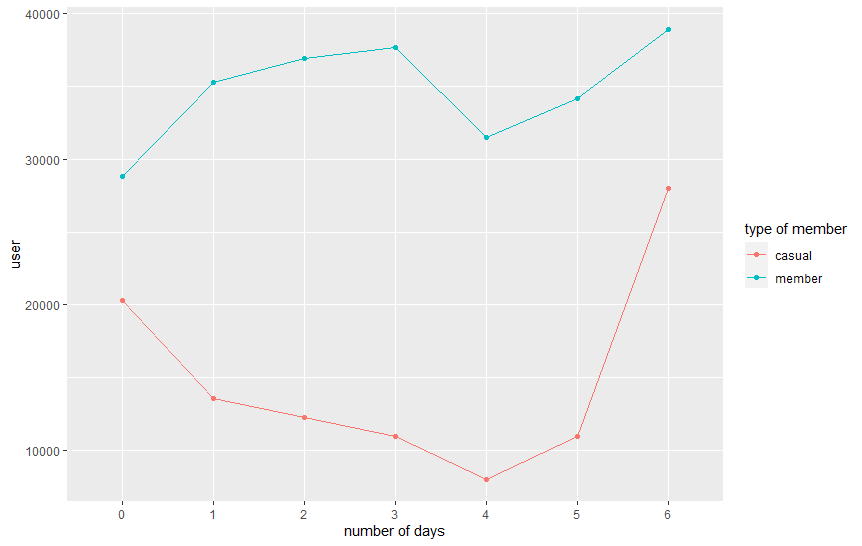 40000
30000
20000
10000
user
0 1 2 3 4 5 6
number of days
type of member
casual
member